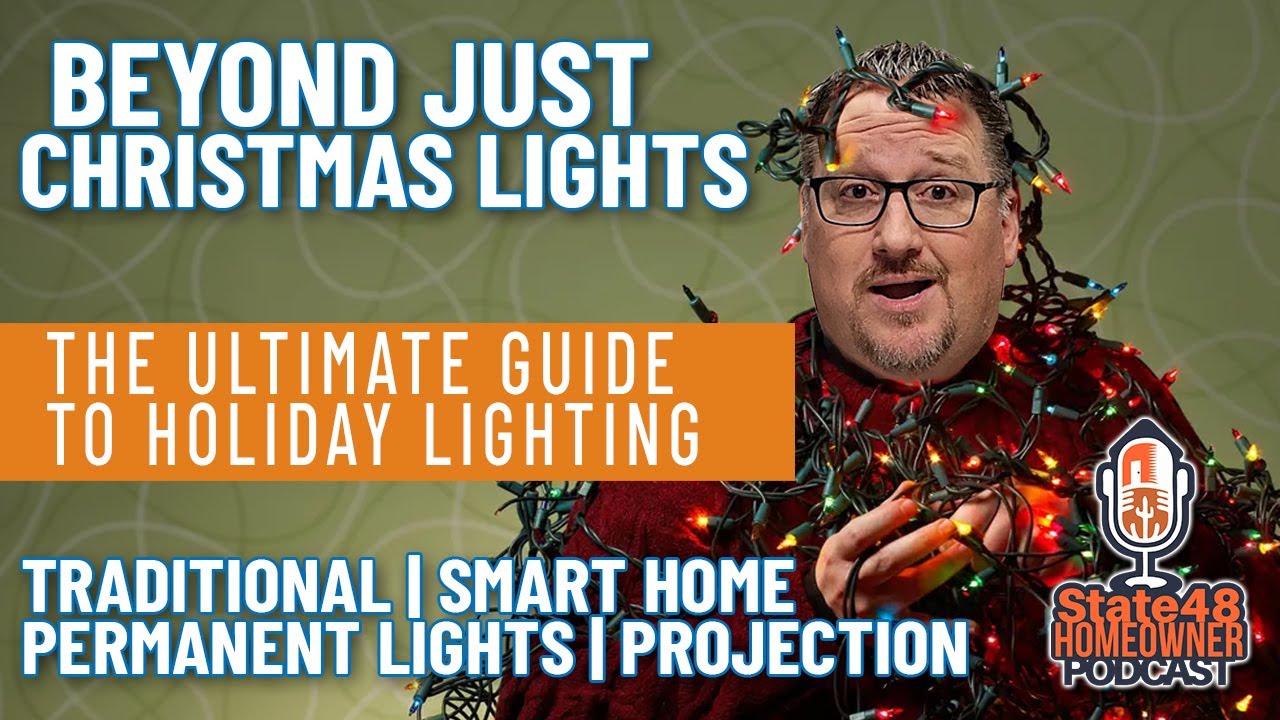 BEYOND JUST
CHRISTMAS LIGHTS
THE ULTIMATE GUIDE
TO HOLIDAY LIGHTING
TRADITIONAL | SMART HOME
PERMANENT LIGHTS | PROJECTION
State48
HOMEOWNER
PODCAST